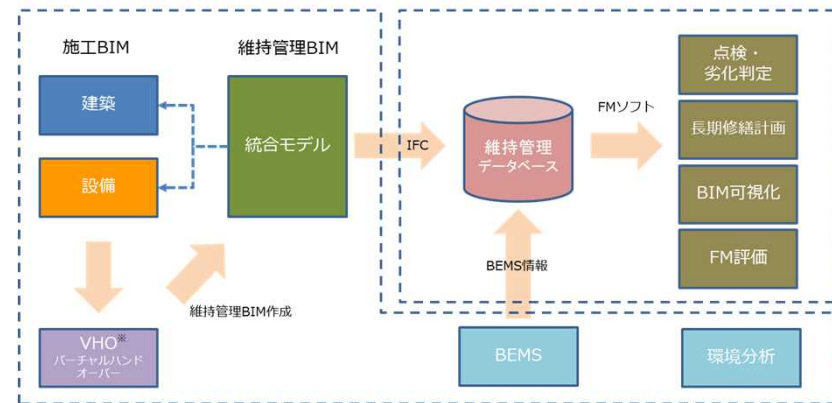 施工BIM
維持管理BIM
建築
設備
統合モデル
IFC
維持管理
データベース
FMソフト
点検・
劣化判定
長期修繕計画
BIM可視化
FM評価
BEMS情報
維持管理BIM作成
VHO※
バーチャルハンド
オーバー
BEMS
環境分析